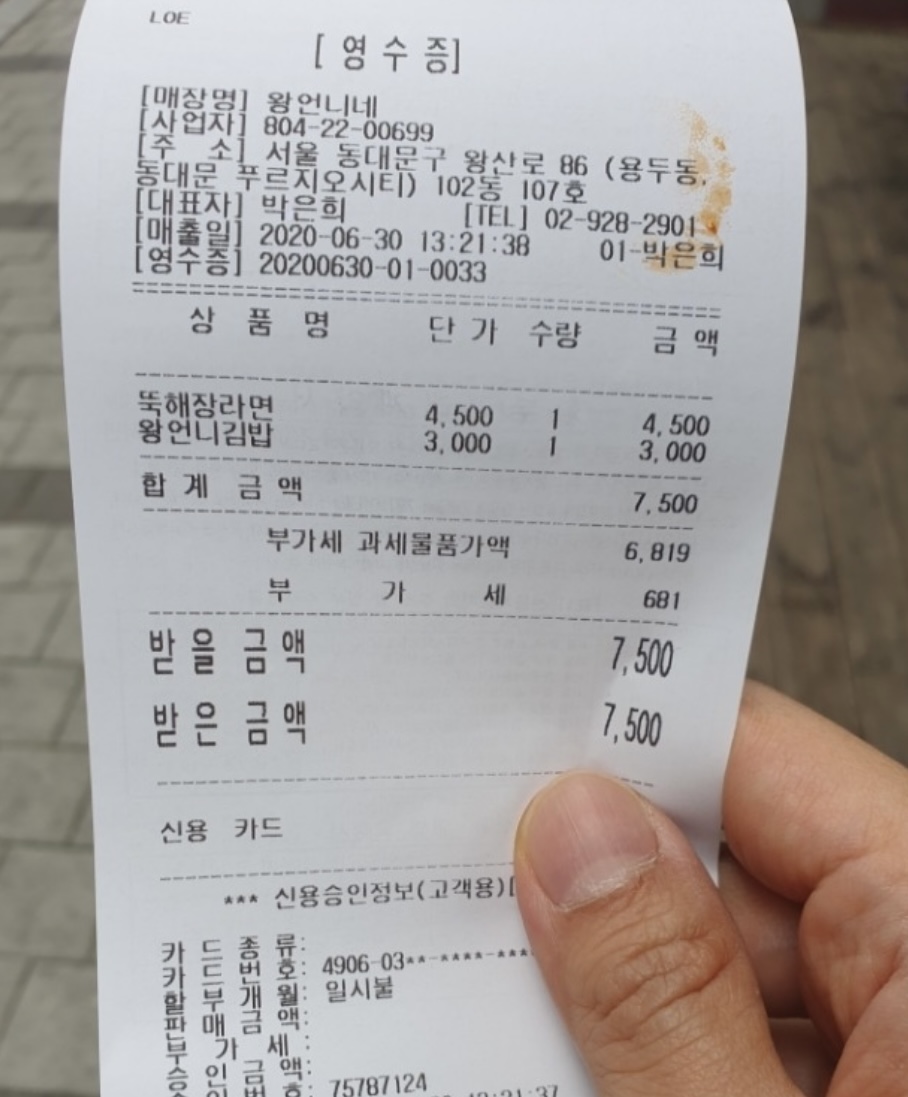 LOE
[ 영 수 증]
[매장명] 왕언니네
[사업자] 804-22-00699
[주 소] 서울 동대문구 왕산로 86 (용두동,
동대문 푸르지오시티) 102동 107호
[대표자] 박은희 [TEL] 02-928-2901
[매출일] 2020-06-30 13:21:38 01-박은희
[영수증] 20200630-01-0033
상 품 명 단 가 수량 금 액
뚝해장라면 4,500 1 4,500
왕언니김밥 3,000 1 3,000
합 계 금 액 7,500
부가세 과세물품가액 6,819
부 가 세 681
받 을 금 액 7,500
받 은 금 액 7,500
신용 카드
*** 신용승인정보(고객용)[
카 드 종 류:
카 드 번 호: 4906-03**-****-***
할 부 개 월: 일시불
판 매 금 액:
부 가 세 :
승 인 금 액:
75787124